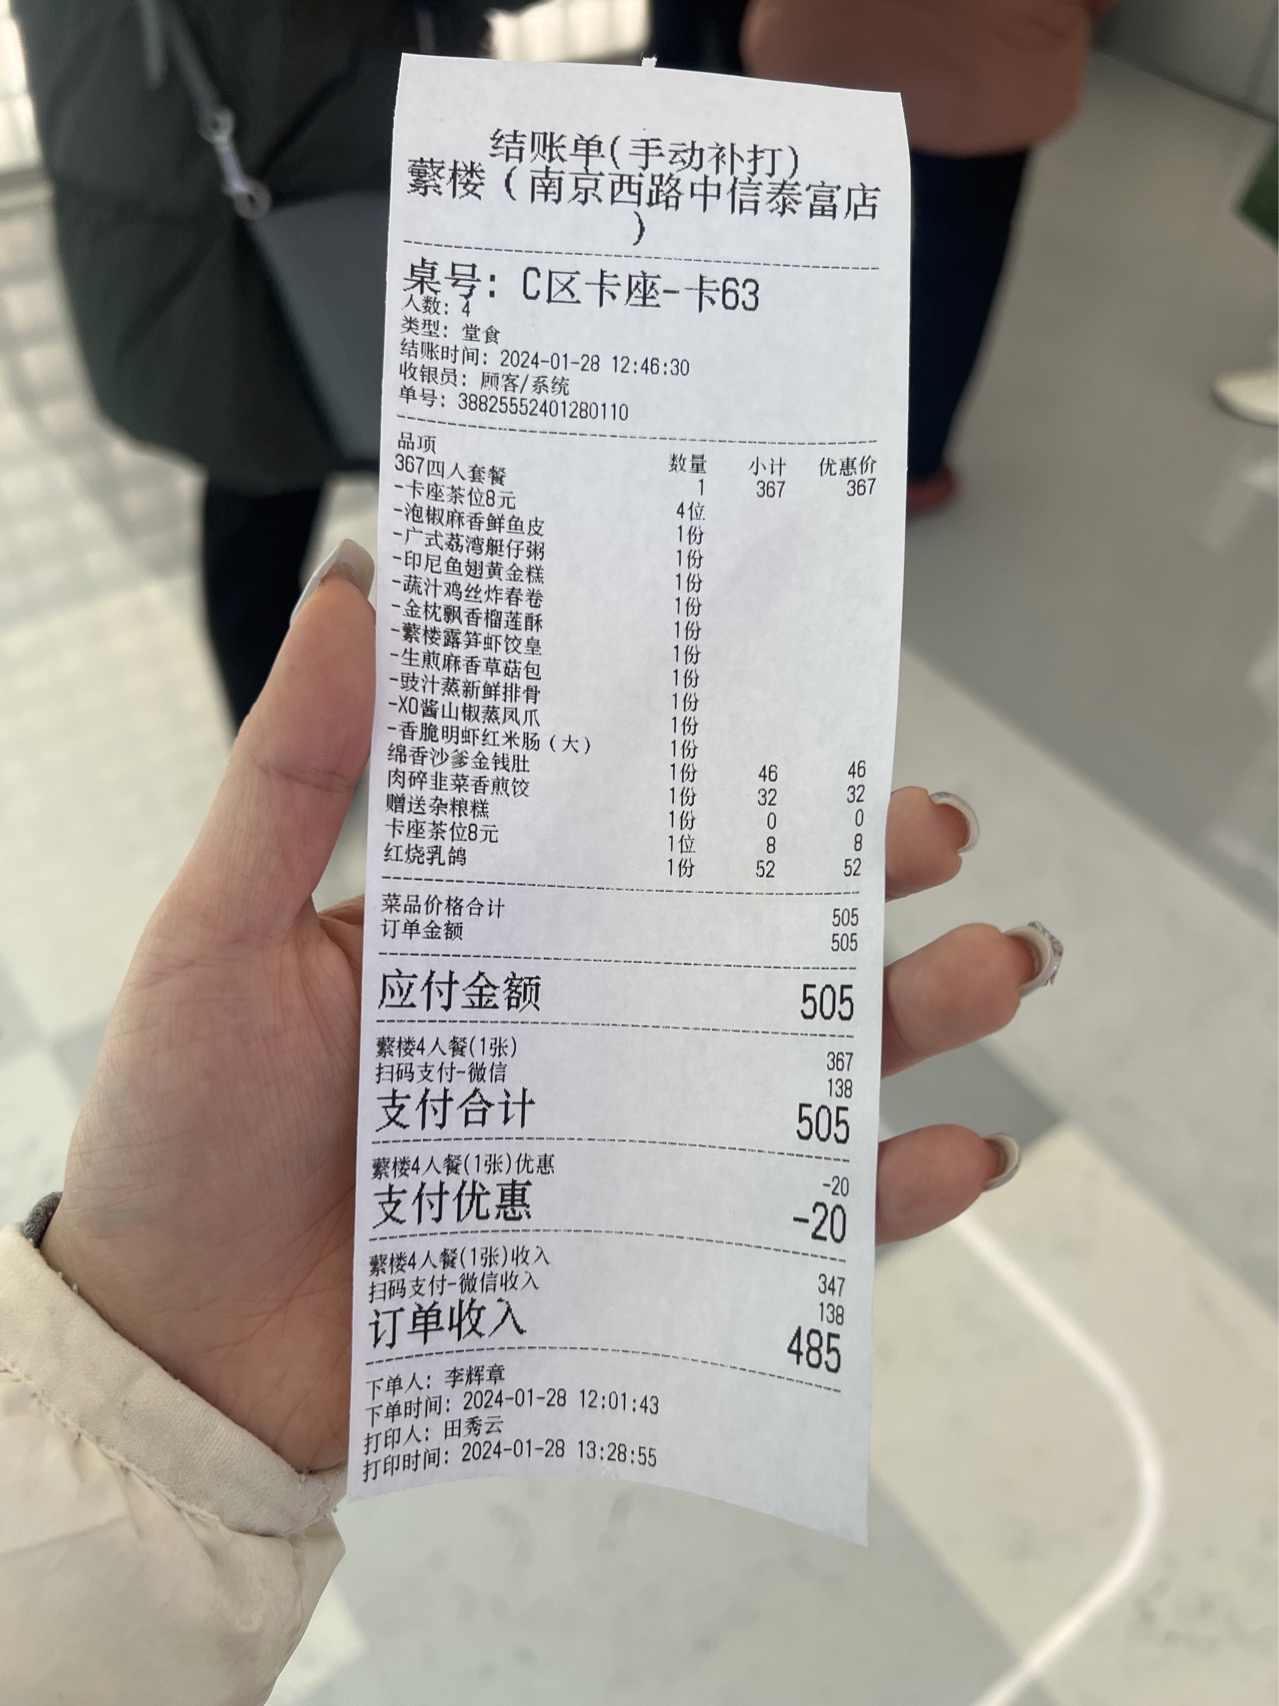 结账单(手动补打)
蘩楼（南京西路中信泰富店
）
桌号: C区卡座-卡63
人数: 4
类型: 堂食
结账时间: 2024-01-28 12:46:30
收银员: 顾客/系统
单号: 38825552401280110
品项 数量 小计 优惠价
367四人套餐 1 367 367
-卡座茶位8元 4位
-泡椒麻香鲜鱼皮 1份
-广式荔湾艇仔粥 1份
-印尼鱼翅黄金糕 1份
-蔬汁鸡丝炸春卷 1份
-金枕飘香榴莲酥 1份
-蘩楼露笋虾饺皇 1份
-生煎麻香草菇包 1份
-豉汁蒸新鲜排骨 1份
-XO酱山椒蒸凤爪 1份
-香脆明虾红米肠（大） 1份
绵香沙爹金钱肚 1份 46 46
肉碎韭菜香煎饺 1份 32 32
赠送杂粮糕 1份 0 0
卡座茶位8元 1位 8 8
红烧乳鸽 1份 52 52
菜品价格合计 505
订单金额 505
应付金额 505
蘩楼4人餐(1张) 367
扫码支付-微信 138
支付合计 505
蘩楼4人餐(1张)优惠 -20
支付优惠 -20
蘩楼4人餐(1张)收入 347
扫码支付-微信收入 138
订单收入 485
下单人: 李辉章
下单时间: 2024-01-28 12:01:43
打印人: 田秀云
打印时间: 2024-01-28 13:28:55